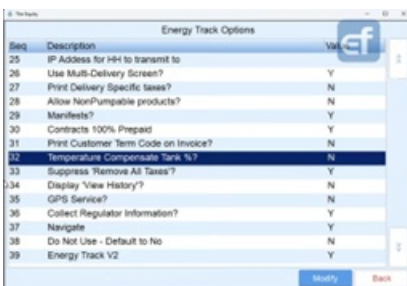 The Equity
Energy Track Options
Seq Description Value
25 IP Addess for HH to transmit to
26 Use Multi-Delivery Screen? Y
27 Print Delivery Specific taxes? N
28 Allow NonPumpable products? N
29 Manifests? Y
30 Contracts 100% Prepaid Y
31 Print Customer Term Code on Invoice? N
32 Temperature Compensate Tank %? N
33 Suppress 'Remove All Taxes'? Y
34 Display 'View History'? N
35 GPS Service? N
36 Collect Regulator Information? Y
37 Navigate Y
38 Do Not Use - Default to No N
39 Energy Track V2 Y
Modify Back